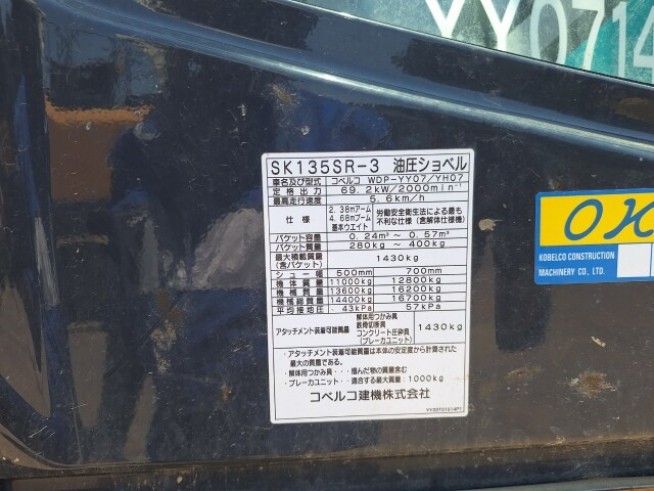 YY0714
SK135SR-3 油圧ショベル
車名及び型式 コベルコ WDP-YY07/YH07
定格出力 69.2kW/2000min⁻¹
最高走行速度 5.6km/h
仕様 2.38mアーム 4.68mブーム 基本ウエイト 労働安全衛生法による最も不利な仕様（含解体仕様機）
バケット容量 0.24m³ ～ 0.57m³
バケット質量 280kg ～ 400kg
最大積載質量（含バケット） 1430kg
シュー幅 500mm 700mm
機体質量 11000kg 12800kg
機械質量 13600kg 16200kg
機械総質量 14400kg 16700kg
平均接地圧 43kPa 57kPa
アタッチメント装着可能質量 解体用つかみ具 鉄骨切断具 コンクリート圧砕具 （ブレーカユニット） 1430kg
・アタッチメント装着可能質量は本体の安定度から計算された
最大の質量である。
・解体用つかみ具・・・掴んだ物の質量含む
・ブレーカユニット・・・適合する最大質量：1000kg
コベルコ建機株式会社
OK
KOBELCO CONSTRUCTION
MACHINERY CO., LTD.